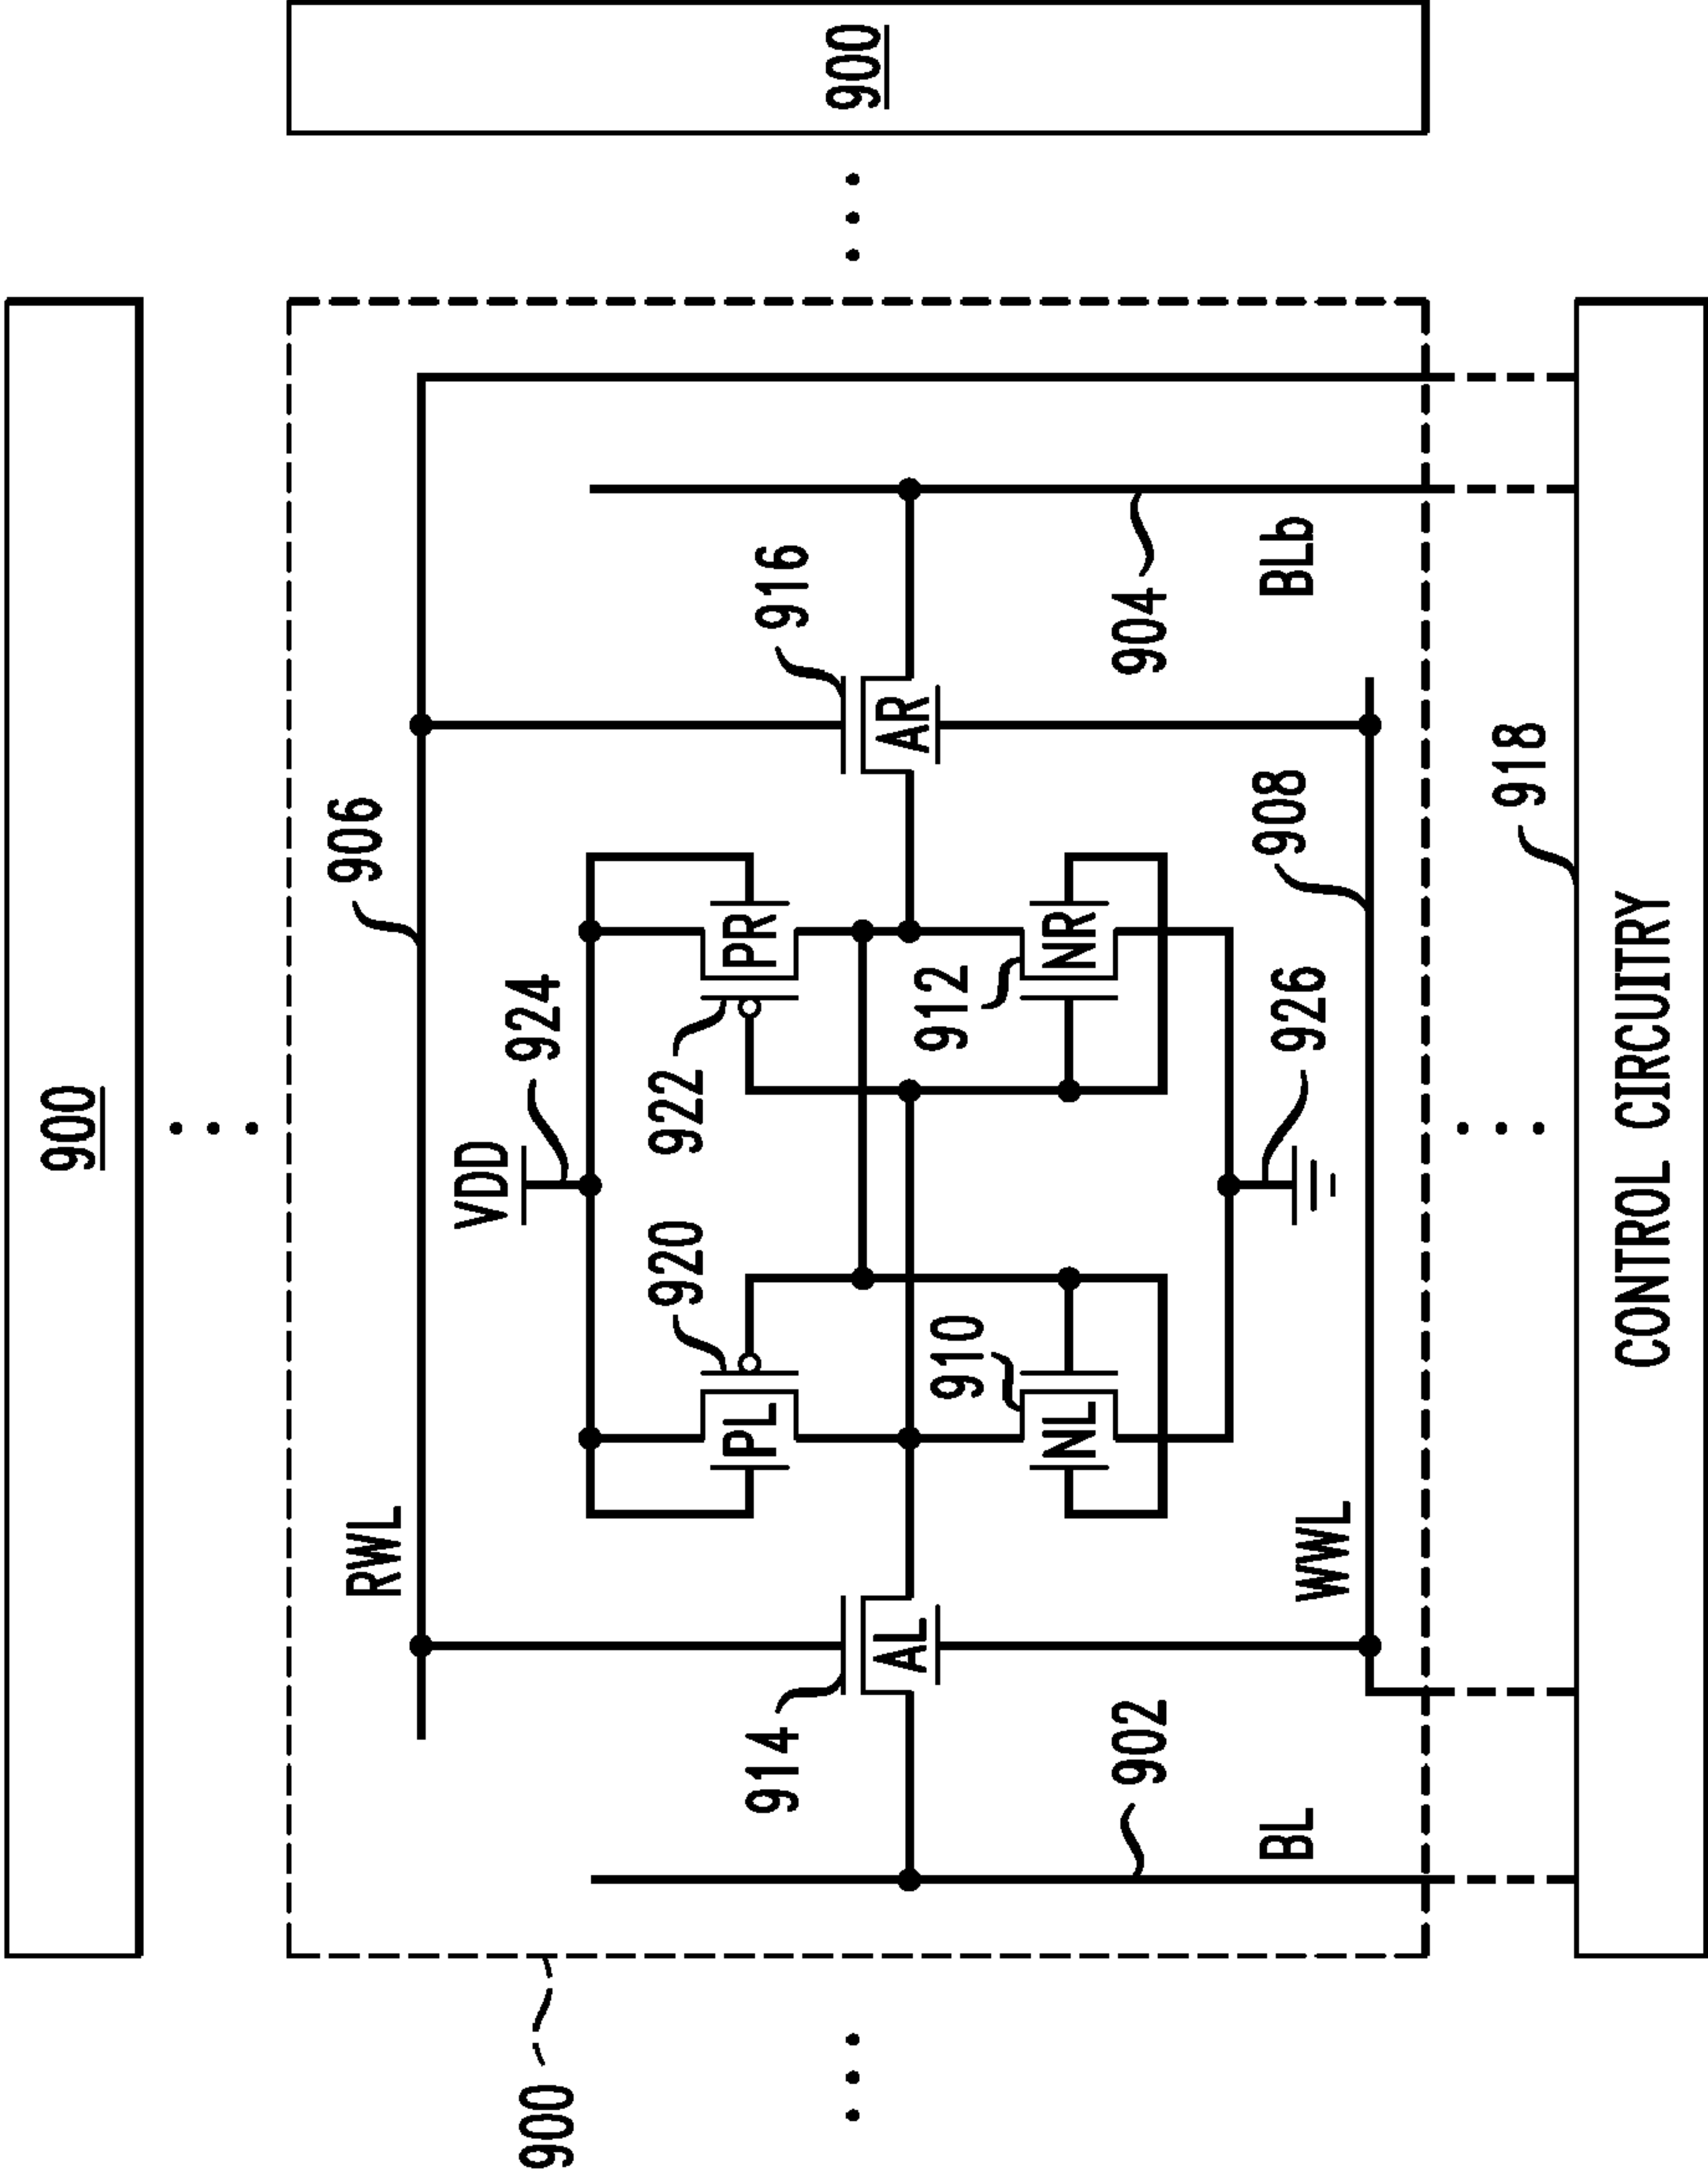 900
RWL
906
VDD
924
920
922
PL
PR
914
916
AL
AR
900
900
910
912
NL
NR
902
904
926
BL
WWL
908
BLb
918
CONTROL CIRCUITRY